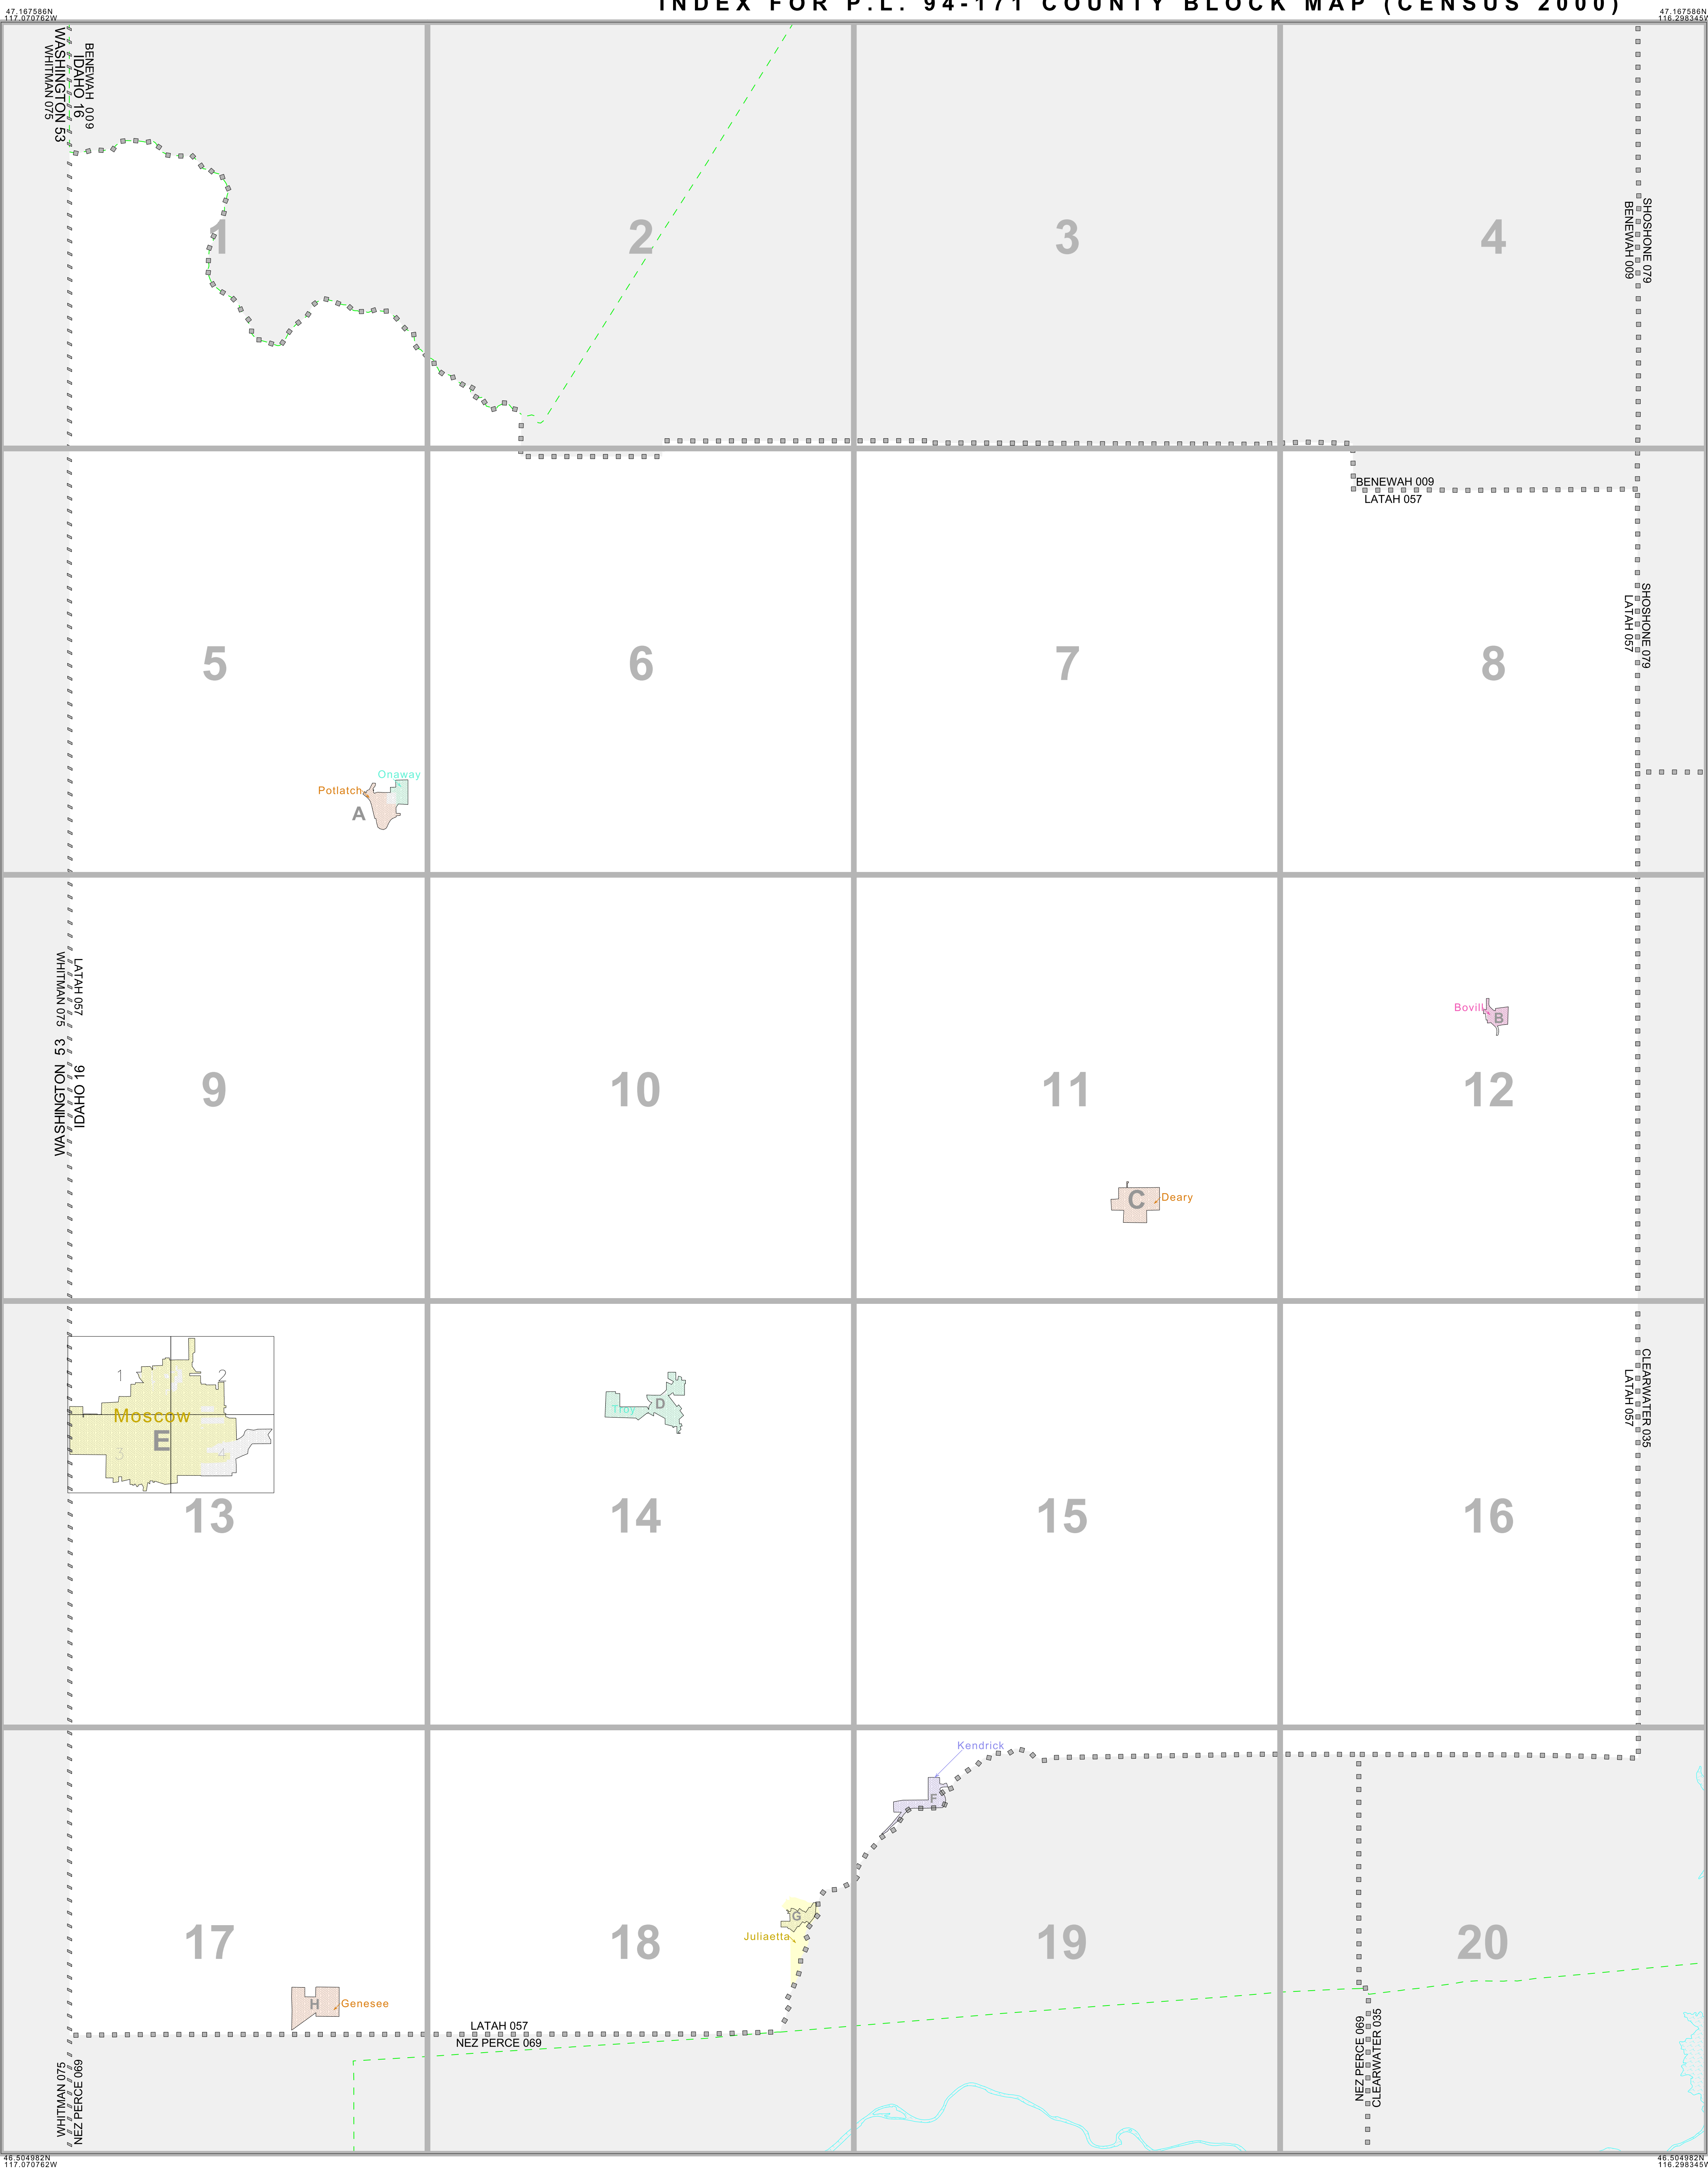 INDEX FOR P.L. 94-171 COUNTY BLOCK MAP (CENSUS 2000)
47.167586N
117.070762W
47.167586N
116.298345W
WHITMAN 075
WASHINGTON 53
IDAHO 16
BENEWAH 009
1
2
3
4
BENEWAH 009
SHOSHONE 079
BENEWAH 009
LATAH 057
5
6
7
8
LATAH 057
SHOSHONE 079
Onaway
Potlatch
A
WHITMAN 075
LATAH 057
WASHINGTON 53
IDAHO 16
9
10
11
12
Bovill
B
C
Deary
1
2
Moscow
E
3
4
Troy
D
13
14
15
16
LATAH 057
CLEARWATER 035
Kendrick
F
G
Juliaetta
17
18
19
20
H
Genesee
LATAH 057
NEZ PERCE 069
WHITMAN 075
NEZ PERCE 069
NEZ PERCE 069
CLEARWATER 035
46.504982N
117.070762W
46.504982N
116.298345W